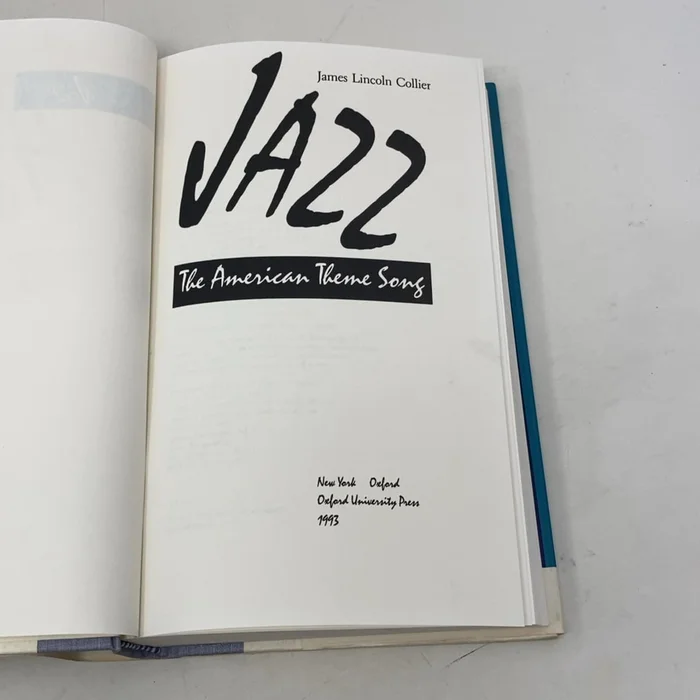 James Lincoln Collier
JAZZ
The American Theme Song
New York Oxford
Oxford University Press
1993